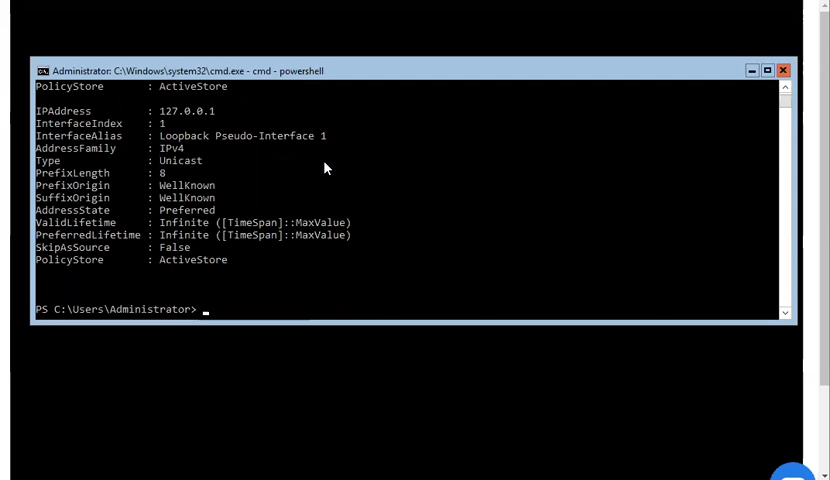 Administrator: C:\Windows\system32\cmd.exe - cmd - powershell
PolicyStore : ActiveStore
IPAddress : 127.0.0.1
InterfaceIndex : 1
InterfaceAlias : Loopback Pseudo-Interface 1
AddressFamily : IPv4
Type : Unicast
PrefixLength : 8
PrefixOrigin : WellKnown
SuffixOrigin : WellKnown
AddressState : Preferred
ValidLifetime : Infinite ([TimeSpan]::MaxValue)
PreferredLifetime : Infinite ([TimeSpan]::MaxValue)
SkipAsSource : False
PolicyStore : ActiveStore
PS C:\Users\Administrator> _